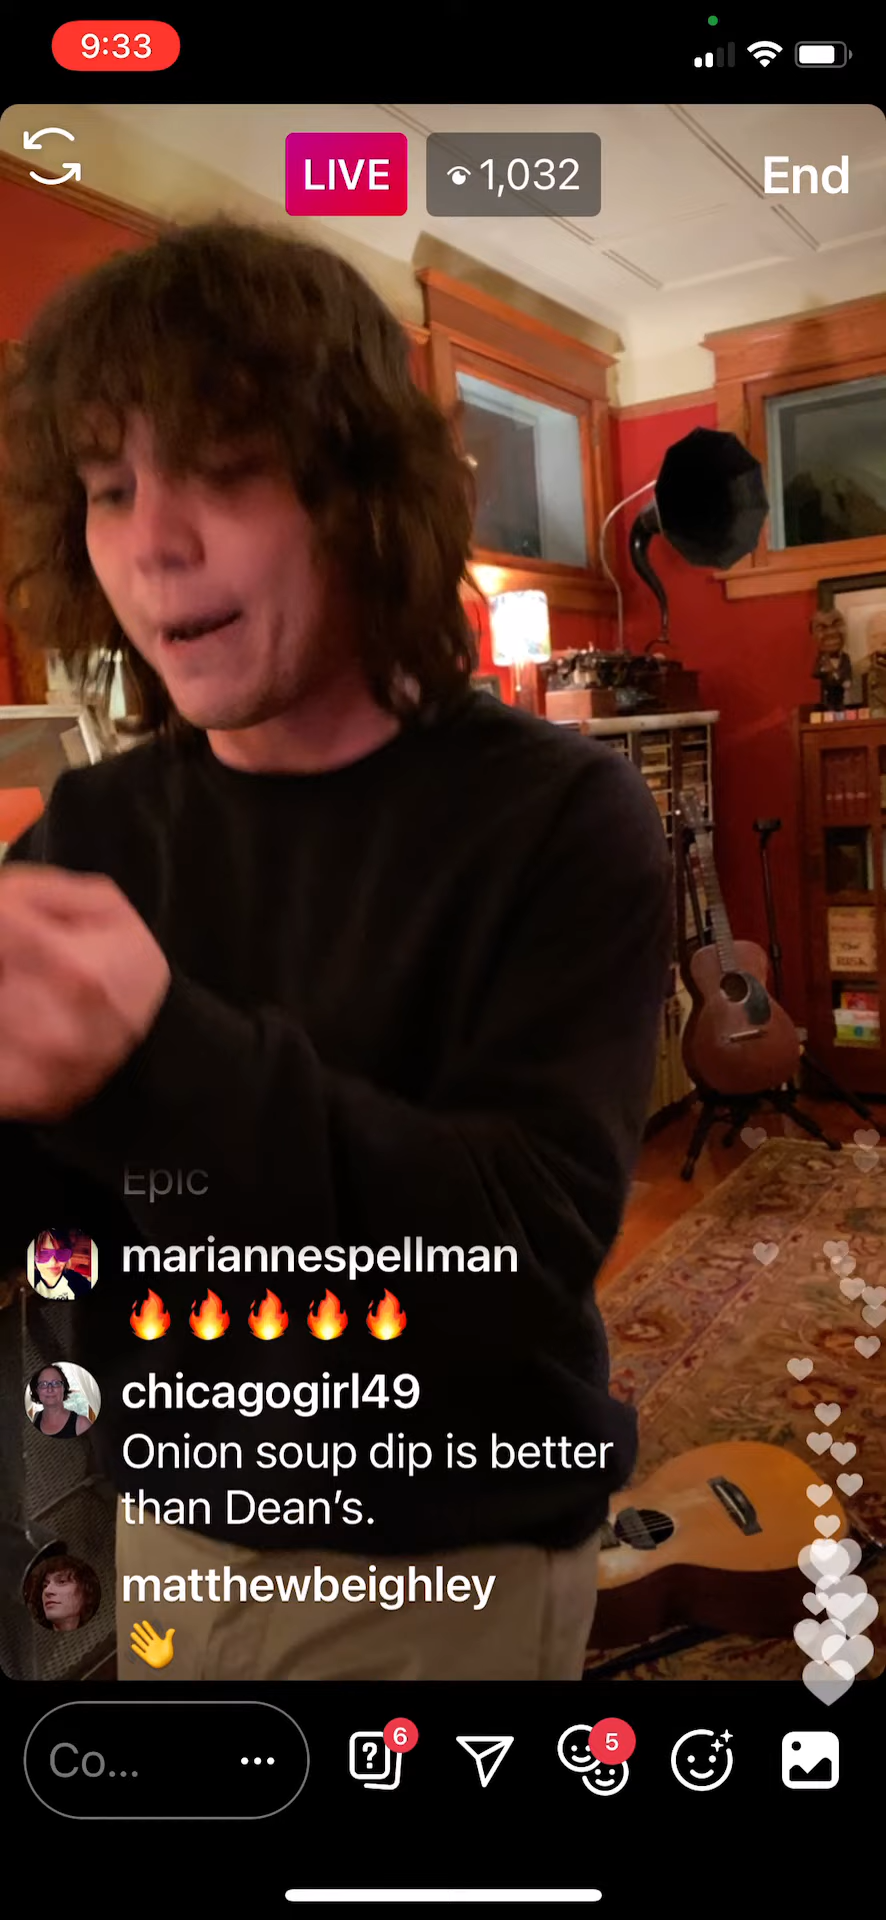 9:33
LIVE
1,032
End
Epic
mariannespellman
🔥🔥🔥🔥🔥
chicagogirl49
Onion soup dip is better
than Dean's.
matthewbeighley
👋
Co...
6
5